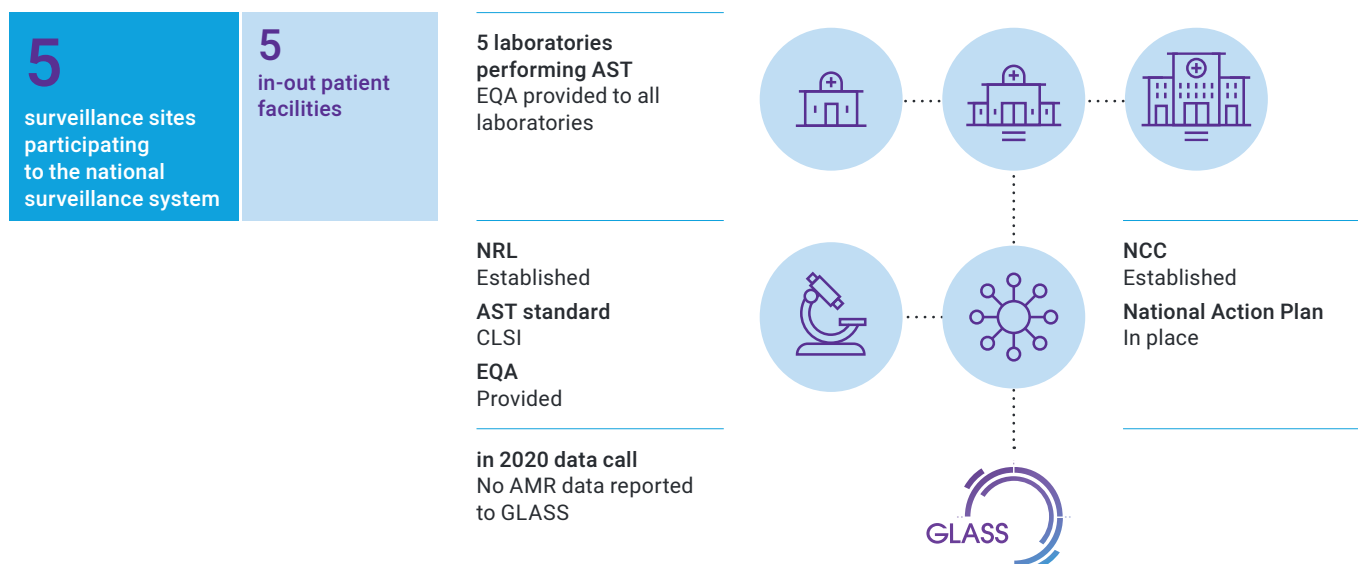 5
surveillance sites
participating
to the national
surveillance system
5
in-out patient
facilities
5 laboratories
performing AST
EQA provided to all
laboratories
NRL
Established
AST standard
CLSI
EQA
Provided
NCC
Established
National Action Plan
In place
in 2020 data call
No AMR data reported
to GLASS
GLASS